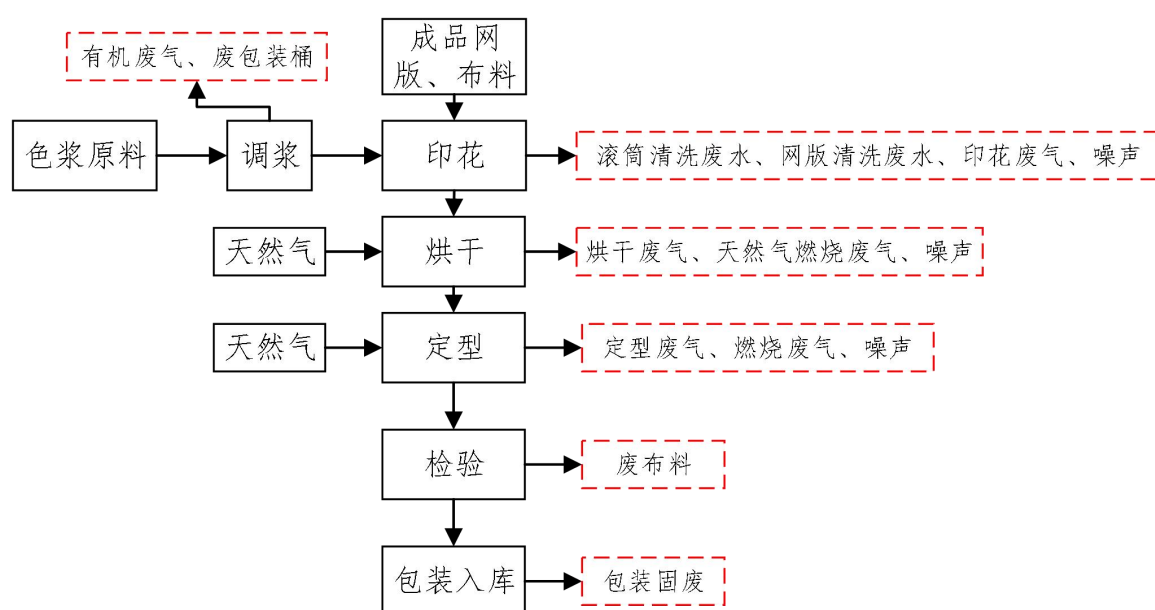 有机废气、废包装桶
成品网
版、布料
色浆原料
调浆
印花
滚筒清洗废水、网版清洗废水、印花废气、噪声
天然气
烘干
烘干废气、天然气燃烧废气、噪声
天然气
定型
定型废气、燃烧废气、噪声
检验
废布料
包装入库
包装固废